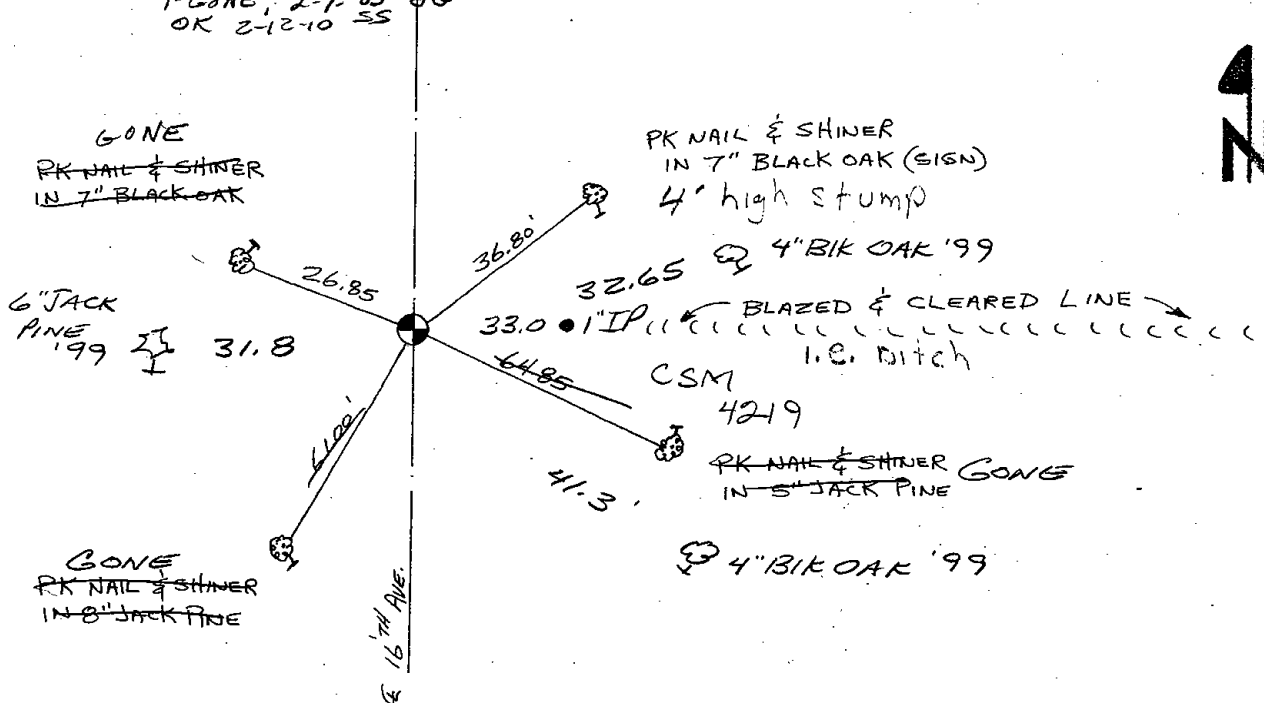 OK 2-12-10 SS
GONE
PK NAIL & SHINER
IN 7" BLACK OAK
PK NAIL & SHINER
IN 7" BLACK OAK (SIGN)
4' high stump
N
36.80'
26.85
32.65
4" Blk OAK '99
6" JACK
PINE
'99
31.8
33.0
1" IP
BLAZED & CLEARED LINE
i.e. Ditch
64.85
CSM
4219
PK NAIL & SHINER
IN 5" JACK PINE
GONE
41.3'
4" Blk OAK '99
GONE
PK NAIL & SHINER
IN 8" JACK PINE
℄ 16TH AVE.